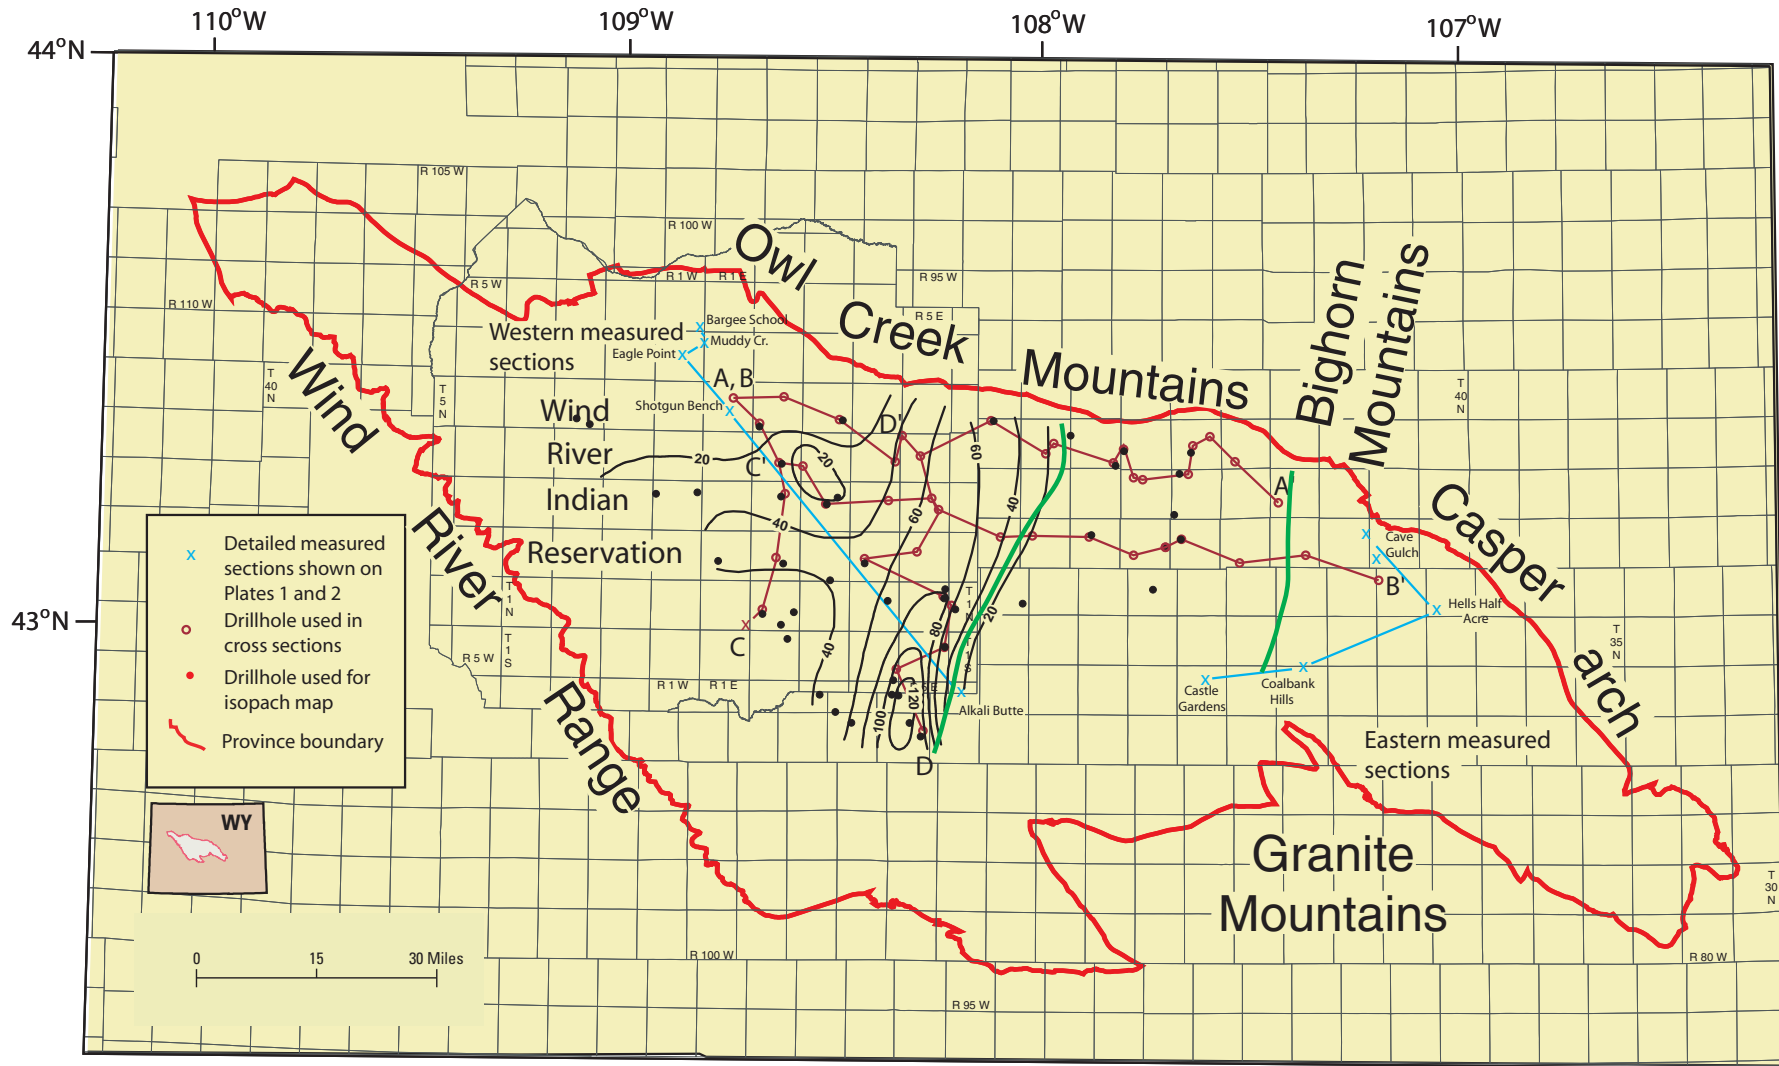 110°W
109°W
108°W
107°W
44°N
43°N
R 105 W
R 100 W
R 110 W
R 5 W
R 1 W
R 1 E
R 95 W
R 5 E
Owl
Creek
Mountains
Bighorn
Mountains
Casper
arch
Wind
River
Range
Granite
Mountains
Western measured
sections
Bargee School
Muddy Cr.
Eagle Point
Shotgun Bench
A, B
Wind
River
Indian
Reservation
T
40
N
T
5
N
T
40
N
D'
C'
C
D
A'
B'
20
20
40
60
60
40
20
80
40
100
120
T
1
N
T
1
S
T
1
N
T
1
S
R 5 W
R 1 W
R 1 E
5 E
Alkali Butte
Cave
Gulch
Hells Half
Acre
Castle
Gardens
Coalbank
Hills
T
35
N
Eastern measured
sections
T
30
N
R 80 W
R 100 W
R 95 W
x Detailed measured
sections shown on
Plates 1 and 2
Drillhole used in
cross sections
Drillhole used for
isopach map
Province boundary
WY
0 15 30 Miles